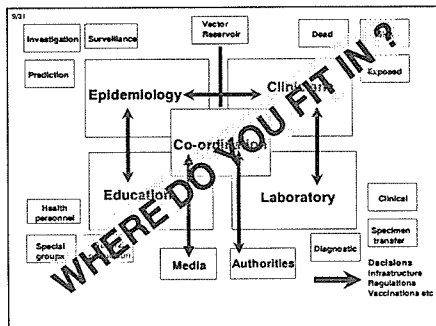 9/31
Investigation
Surveillance
Prediction
Vector
Reservoir
Dead
Exposed
Epidemiology
Co-ordination
Education
Laboratory
Health
personnel
Special
groups
Media
Authorities
Diagnostic
Clinical
Specimen
transfer
Decisions
Infrastructure
Regulations
Vaccinations etc
WHERE DO YOU FIT IN ?